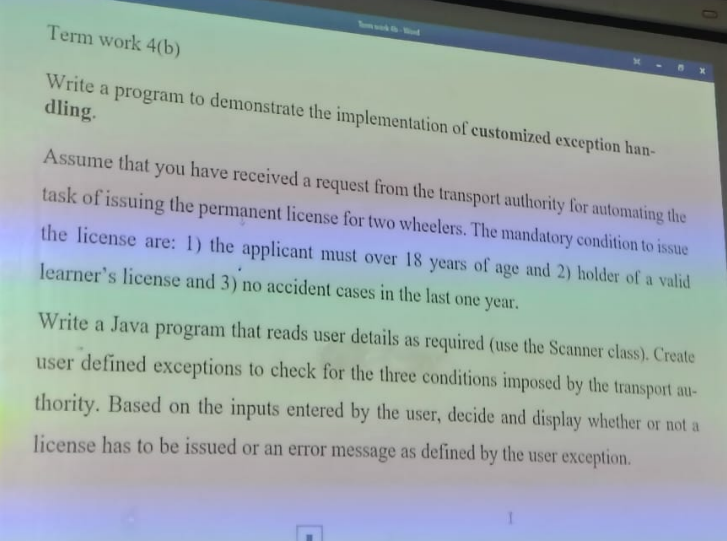 Term work 4(b)
Write a program to demonstrate the implementation of customized exception han-
dling.
Assume that you have received a request from the transport authority for automating the
task of issuing the permanent license for two wheelers. The mandatory condition to issue
the license are: 1) the applicant must over 18 years of age and 2) holder of a valid
learner's license and 3) no accident cases in the last one year.
Write a Java program that reads user details as required (use the Scanner class). Create
user defined exceptions to check for the three conditions imposed by the transport au-
thority. Based on the inputs entered by the user, decide and display whether or not a
license has to be issued or an error message as defined by the user exception.